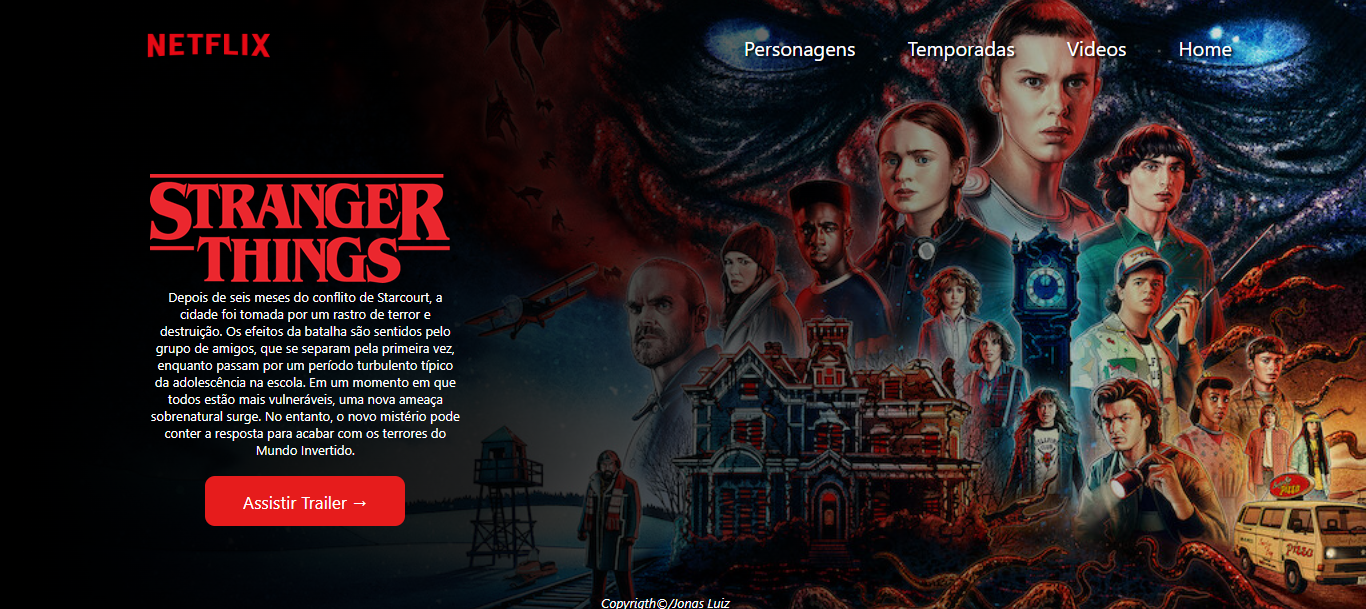 NETFLIX
Personagens Temporadas Videos Home
STRANGER
THINGS
Depois de seis meses do conflito de Starcourt, a
cidade foi tomada por um rastro de terror e
destruição. Os efeitos da batalha são sentidos pelo
grupo de amigos, que se separam pela primeira vez,
enquanto passam por um período turbulento típico
da adolescência na escola. Em um momento em que
todos estão mais vulneráveis, uma nova ameaça
sobrenatural surge. No entanto, o novo mistério pode
conter a resposta para acabar com os terrores do
Mundo Invertido.
Assistir Trailer →
HELLFIRE
CLUB
PIZZA
PIZZA
Copyrigth©/Jonas Luiz